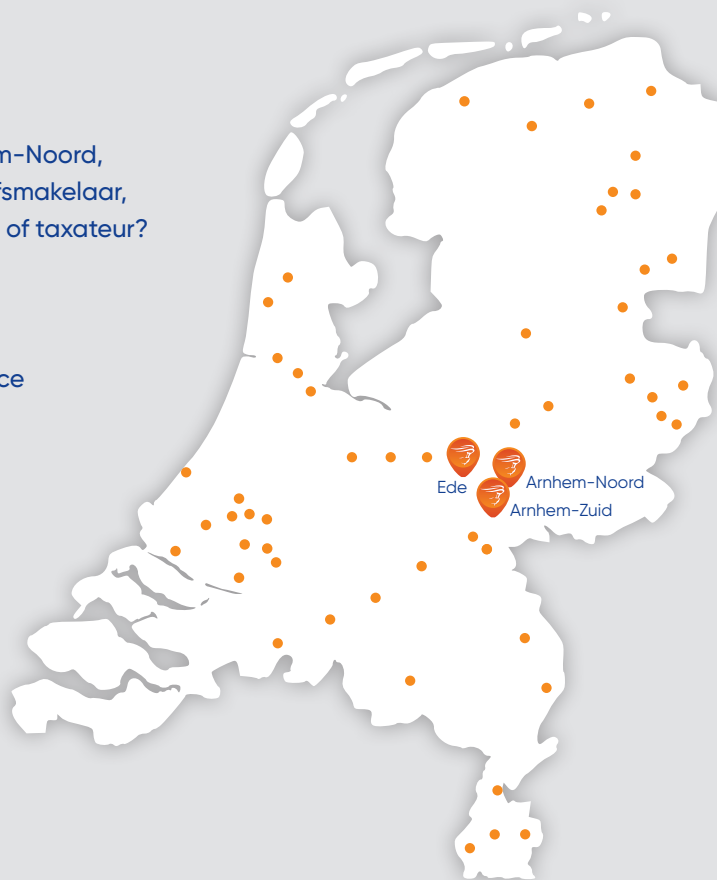 m-Noord,
fsmakelaar,
of taxateur?
ce
Ede
Arnhem-Noord
Arnhem-Zuid